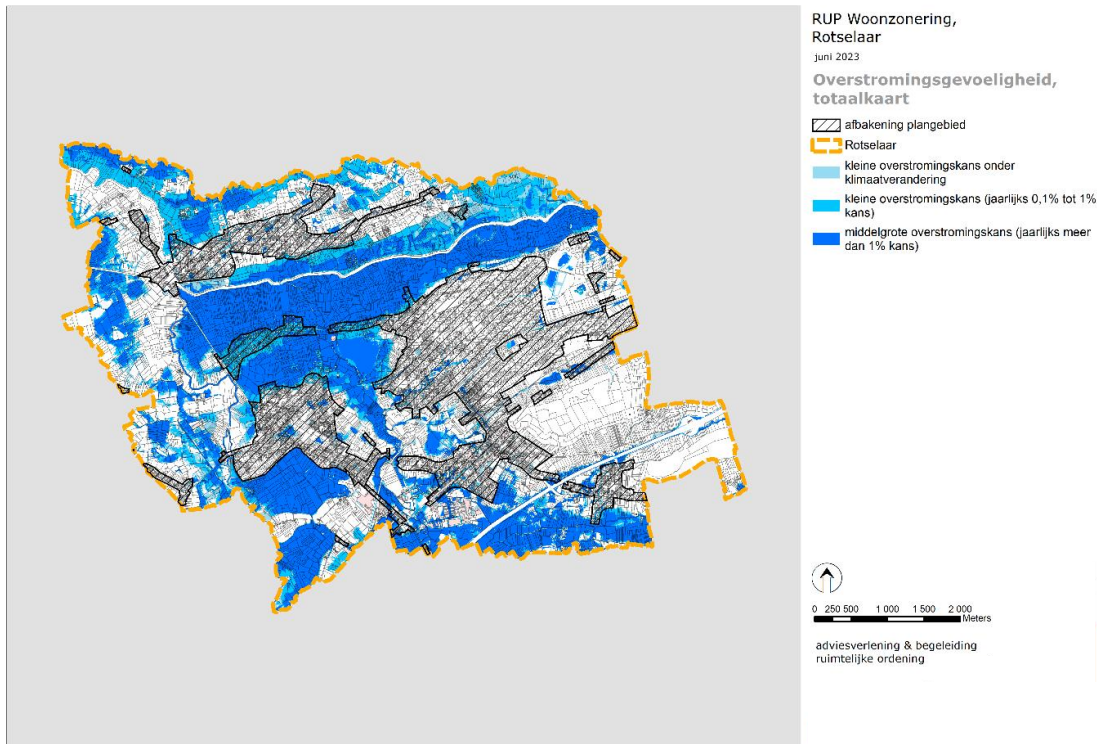 RUP Woonzonering,
Rotselaar
juni 2023
Overstromingsgevoeligheid,
totaalkaart
afbakening plangebied
Rotselaar
kleine overstromingskans onder
klimaatverandering
kleine overstromingskans (jaarlijks 0,1% tot 1%
kans)
middelgrote overstromingskans (jaarlijks meer
dan 1% kans)
0 250 500 1 000 1 500 2 000
Meters
adviesverlening & begeleiding
ruimtelijke ordening